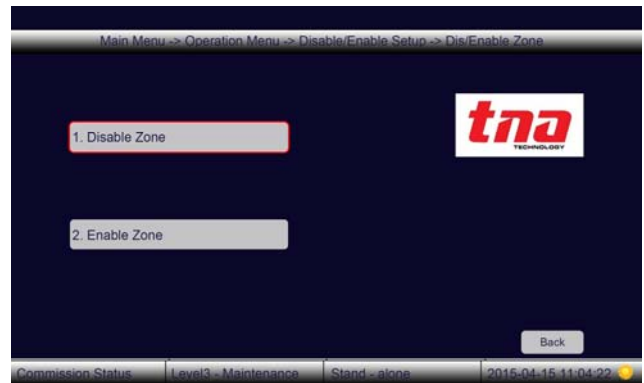 Main Menu -> Operation Menu -> Disable/Enable Setup -> Dis/Enable Zone
tna
TECHNOLOGY
1. Disable Zone
2. Enable Zone
Back
Commission Status Level3 - Maintenance Stand - alone 2015-04-15 11:04:22